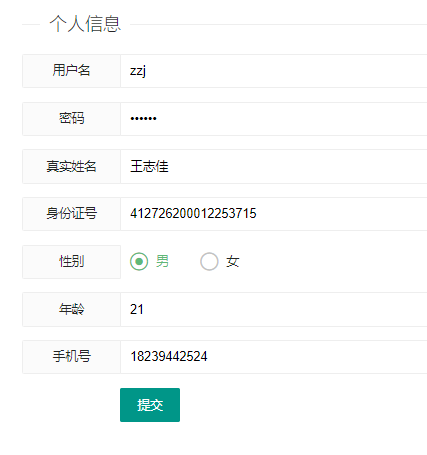 个人信息
用户名 zzj
密码 ••••••
真实姓名 王志佳
身份证号 412726200012253715
性别 男 女
年龄 21
手机号 18239442524
提交